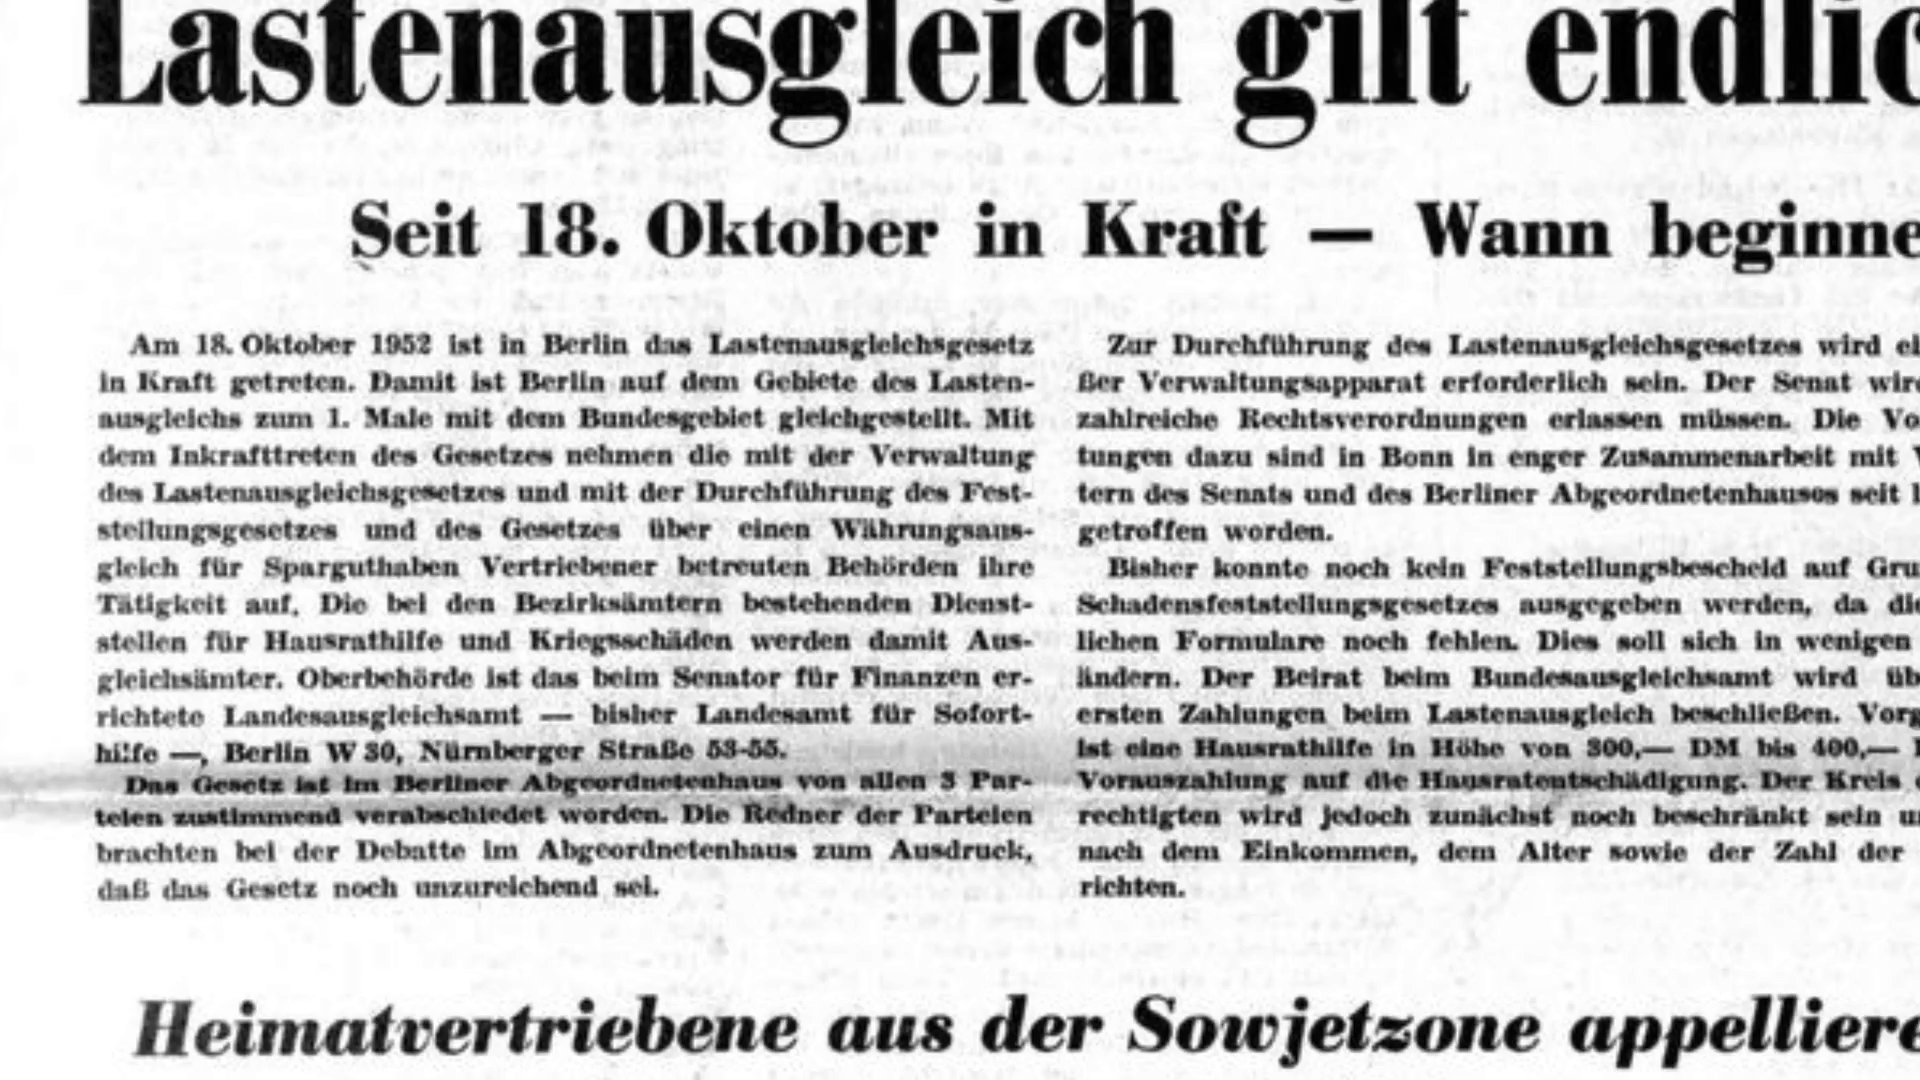 Lastenausgleich gilt endlic
Seit 18. Oktober in Kraft — Wann beginne
Am 18. Oktober 1952 ist in Berlin das Lastenausgleichsgesetz
in Kraft getreten. Damit ist Berlin auf dem Gebiete des Lasten-
ausgleichs zum 1. Male mit dem Bundesgebiet gleichgestellt. Mit
dem Inkrafttreten des Gesetzes nehmen die mit der Verwaltung
des Lastenausgleichsgesetzes und mit der Durchführung des Fest-
stellungsgesetzes und des Gesetzes über einen Währungsaus-
gleich für Sparguthaben Vertriebener betreuten Behörden ihre
Tätigkeit auf. Die bei den Bezirksämtern bestehenden Dienst-
stellen für Hausrathilfe und Kriegsschäden werden damit Aus-
gleichsämter. Oberbehörde ist das beim Senator für Finanzen er-
richtete Landesausgleichsamt — bisher Landesamt für Sofort-
hilfe —, Berlin W 30, Nürnberger Straße 53-55.
Das Gesetz ist im Berliner Abgeordnetenhaus von allen 3 Par-
teien zustimmend verabschiedet worden. Die Redner der Parteien
brachten bei der Debatte im Abgeordnetenhaus zum Ausdruck,
daß das Gesetz noch unzureichend sei.
Zur Durchführung des Lastenausgleichsgesetzes wird ei
ßer Verwaltungsapparat erforderlich sein. Der Senat wird
zahlreiche Rechtsverordnungen erlassen müssen. Die Vo
tungen dazu sind in Bonn in enger Zusammenarbeit mit V
tern des Senats und des Berliner Abgeordnetenhauses seit l
getroffen worden.
Bisher konnte noch kein Feststellungsbescheid auf Gru
Schadensfeststellungsgesetzes ausgegeben werden, da die
lichen Formulare noch fehlen. Dies soll sich in wenigen
ändern. Der Beirat beim Bundesausgleichsamt wird üb
ersten Zahlungen beim Lastenausgleich beschließen. Vorg
ist eine Hausrathilfe in Höhe von 300,— DM bis 400,—
Vorauszahlung auf die Hausratentschädigung. Der Kreis
rechtigten wird jedoch zunächst noch beschränkt sein u
nach dem Einkommen, dem Alter sowie der Zahl der
richten.
Heimatvertriebene aus der Sowjetzone appelliere